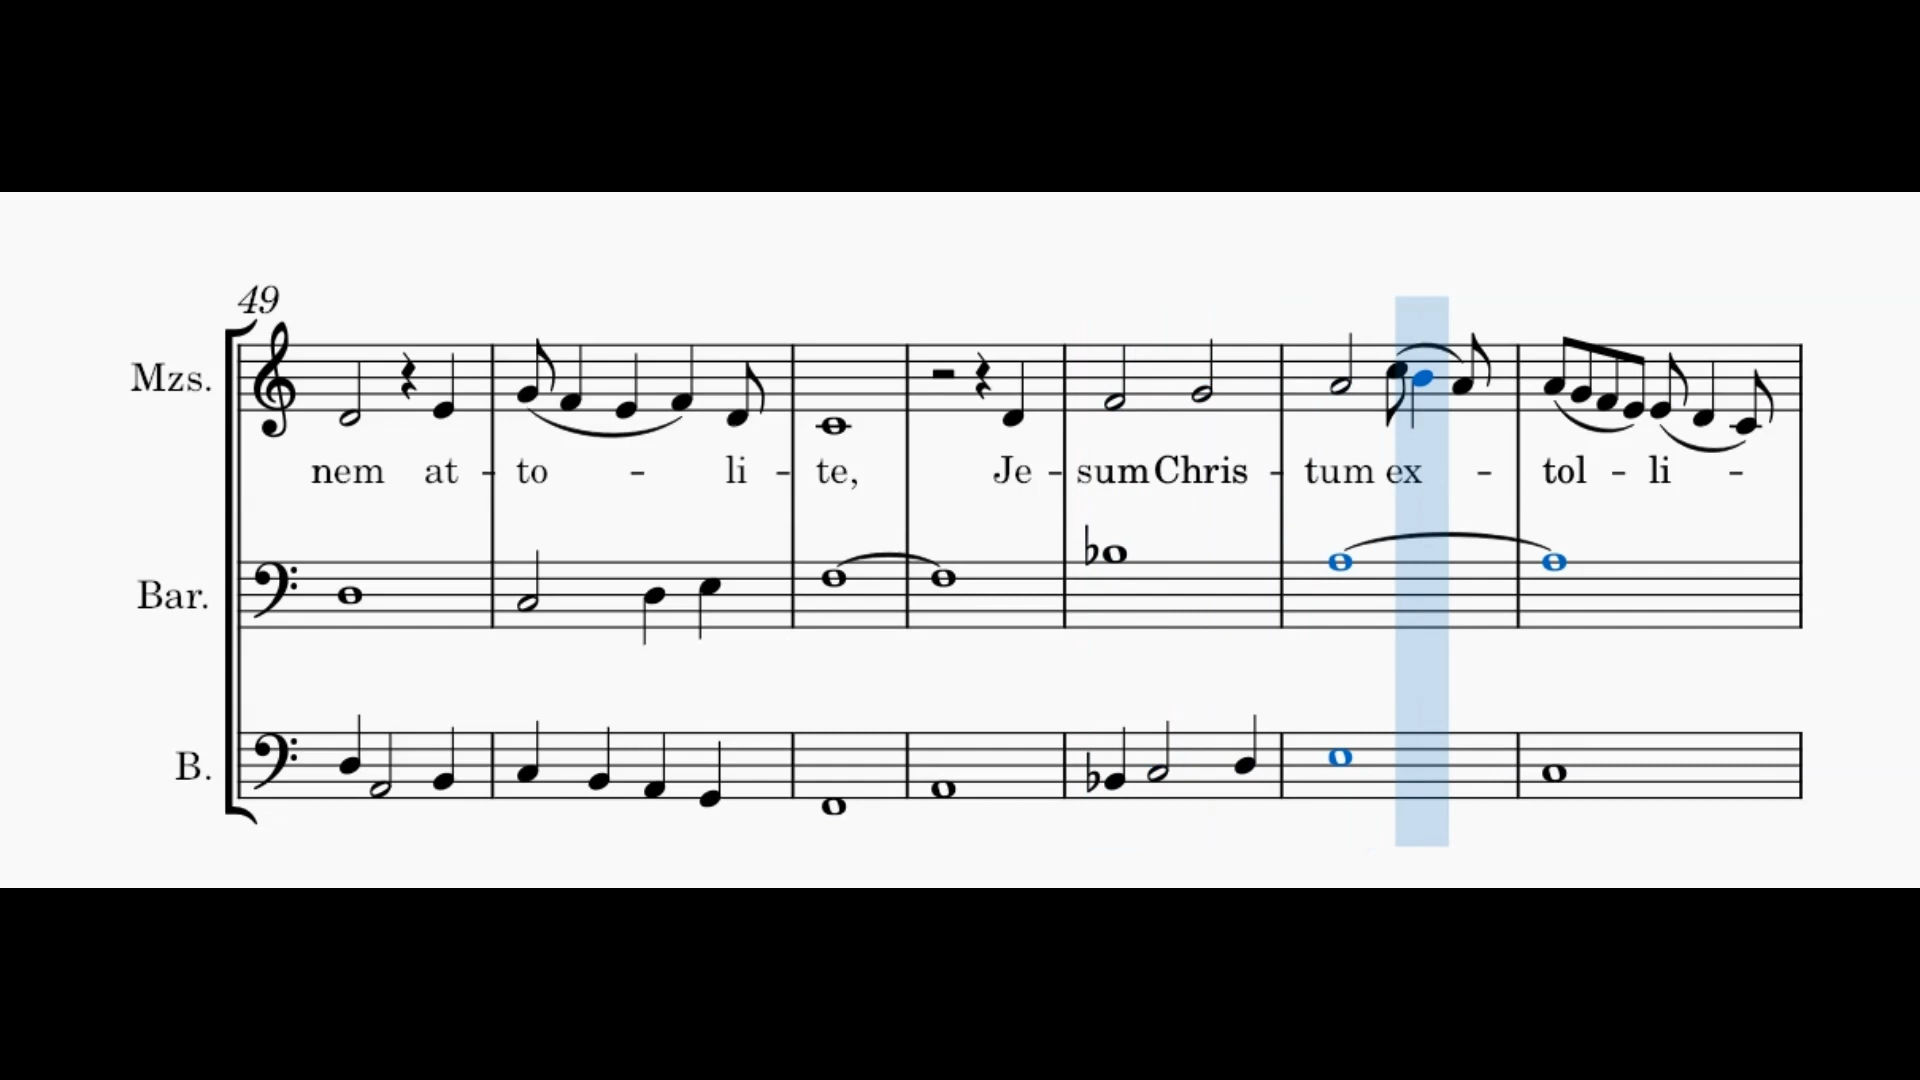 49
Mzs.
nem at - to - li - te, Je - sum Chris - tum ex - tol - li -
Bar.
B.